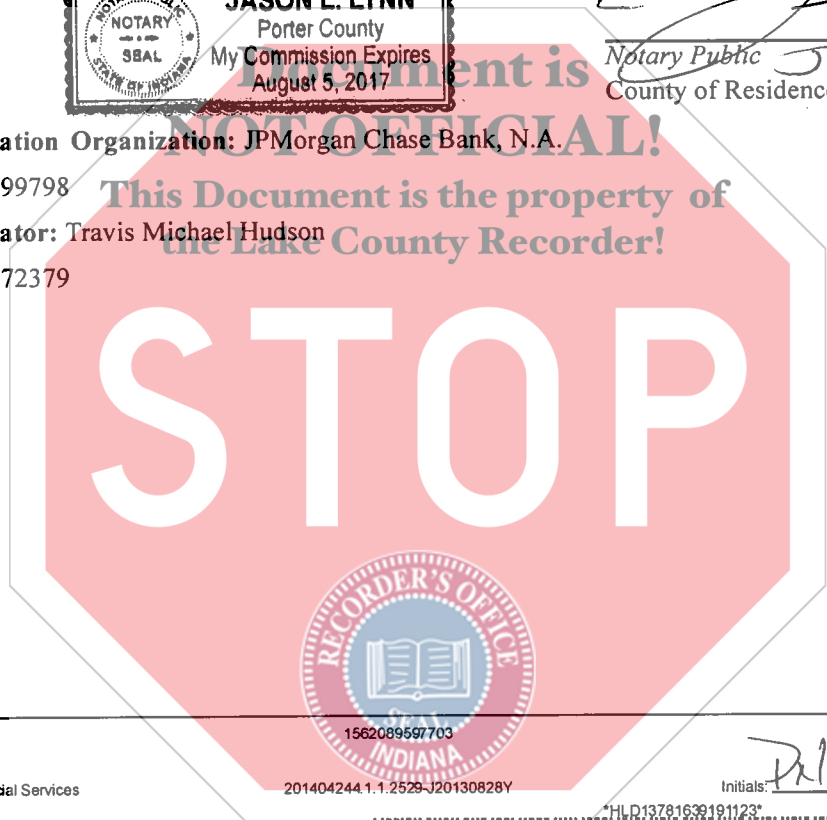 NOTARY
SEAL
STATE OF INDIANA
JASON L. LYNN
Porter County
My Commission Expires
August 5, 2017
Notary Public
County of Residence
Document is
NOT OFFICIAL!
This Document is the property of
the Lake County Recorder!
ation Organization: JPMorgan Chase Bank, N.A.
99798
ator: Travis Michael Hudson
72379
STOP
RECORDER'S OFFICE
SEAL
INDIANA
1562089597703
ial Services
201404244.1.1.2529-J20130828Y
Initials:
*HLD13781639191123*